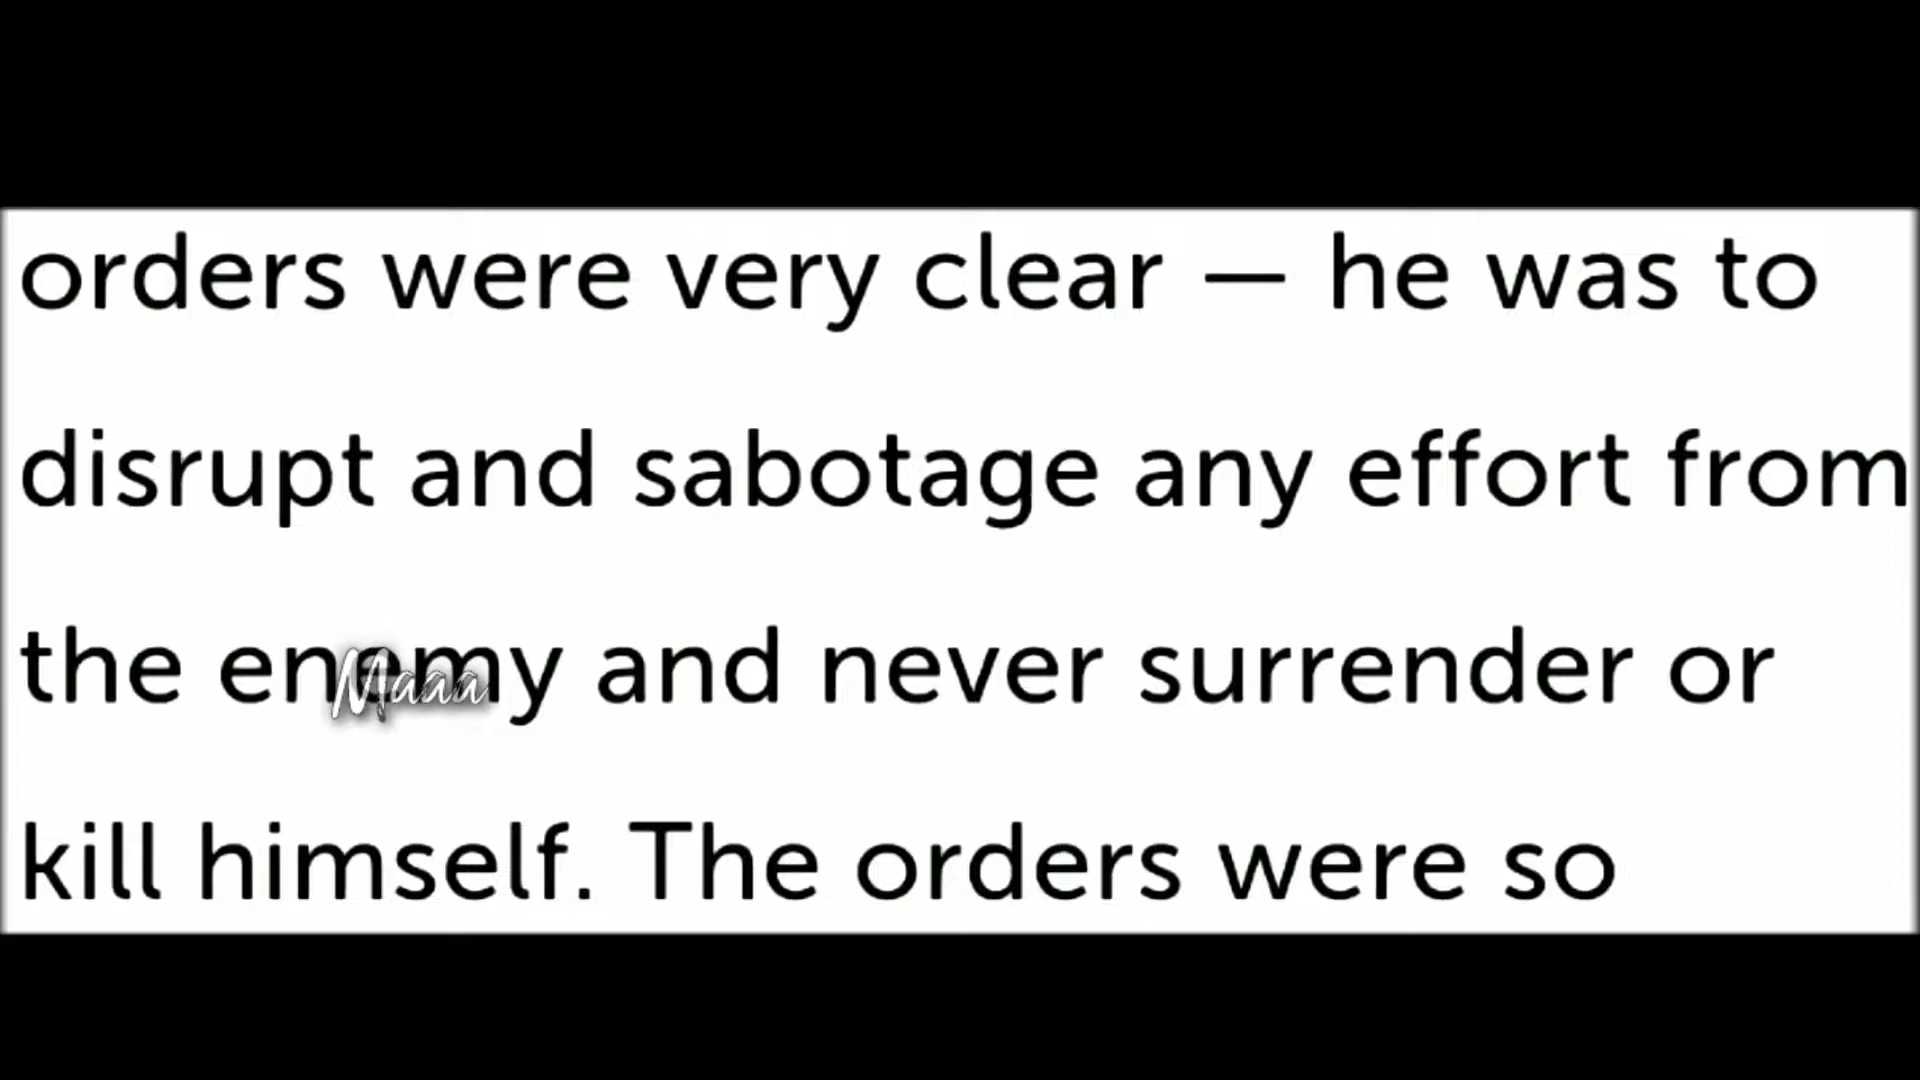 orders were very clear — he was to
disrupt and sabotage any effort from
the enemy and never surrender or
Maaa
kill himself. The orders were so